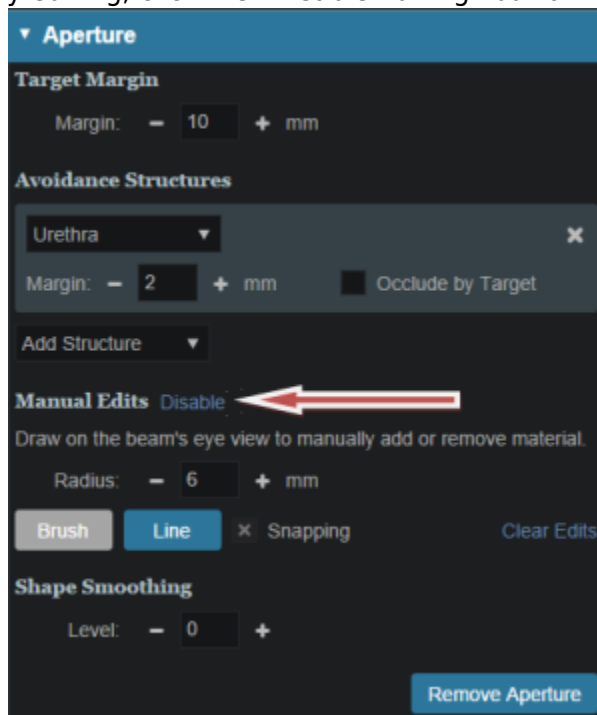 Aperture
Target Margin
Margin: − 10 + mm
Avoidance Structures
Urethra
Margin: − 2 + mm Occlude by Target
Add Structure
Manual Edits Disable
Draw on the beam's eye view to manually add or remove material.
Radius: − 6 + mm
Brush Line Snapping Clear Edits
Shape Smoothing
Level: − 0 +
Remove Aperture